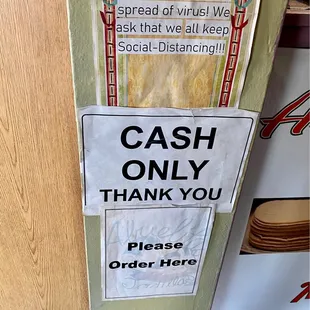 spread of virus! We
ask that we all keep
Social-Distancing!!!
CASH
ONLY
THANK YOU
Please
Order Here